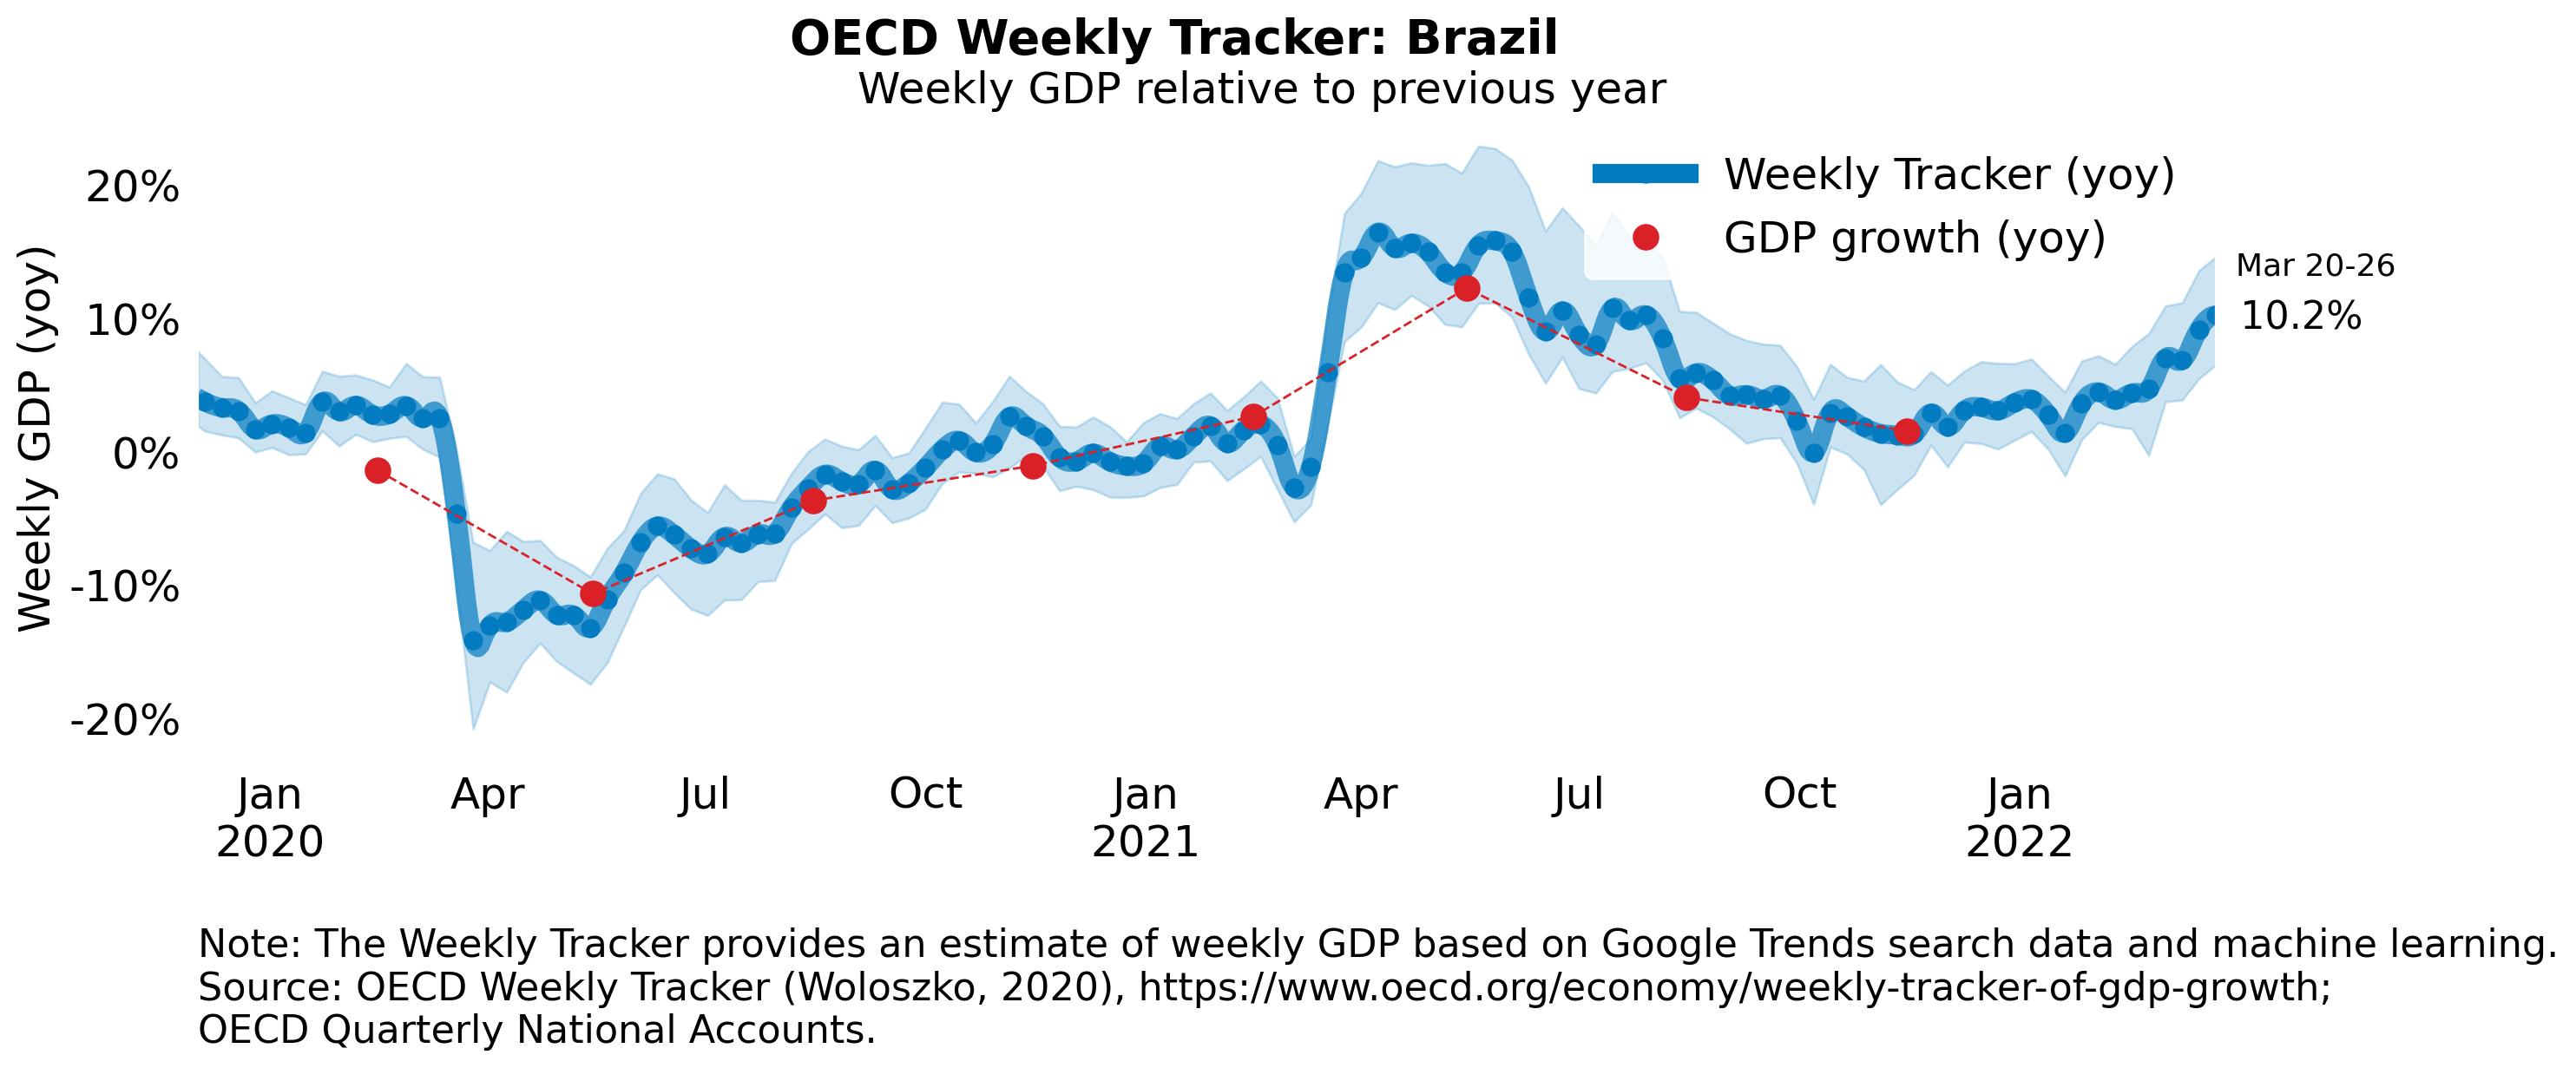 OECD Weekly Tracker: Brazil
Weekly GDP relative to previous year
Weekly GDP (yoy)
20%
10%
0%
-10%
-20%
Weekly Tracker (yoy)
GDP growth (yoy)
Mar 20-26
10.2%
Jan Apr Jul Oct Jan Apr Jul Oct Jan
2020 2021 2022
Note: The Weekly Tracker provides an estimate of weekly GDP based on Google Trends search data and machine learning.
Source: OECD Weekly Tracker (Woloszko, 2020), https://www.oecd.org/economy/weekly-tracker-of-gdp-growth;
OECD Quarterly National Accounts.